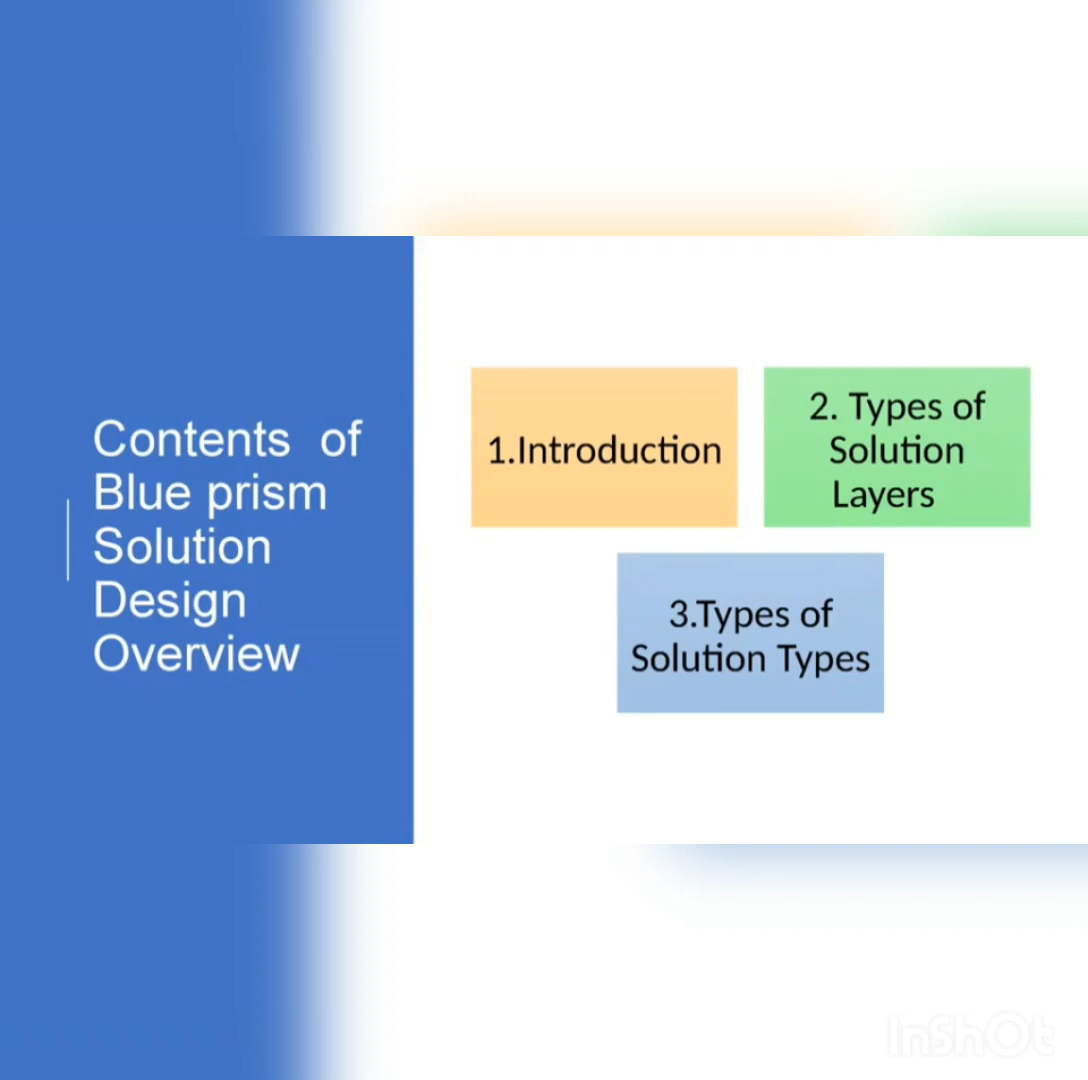 Contents of
Blue prism
Solution
Design
Overview
1.Introduction
2. Types of
Solution
Layers
3.Types of
Solution Types
InShOt